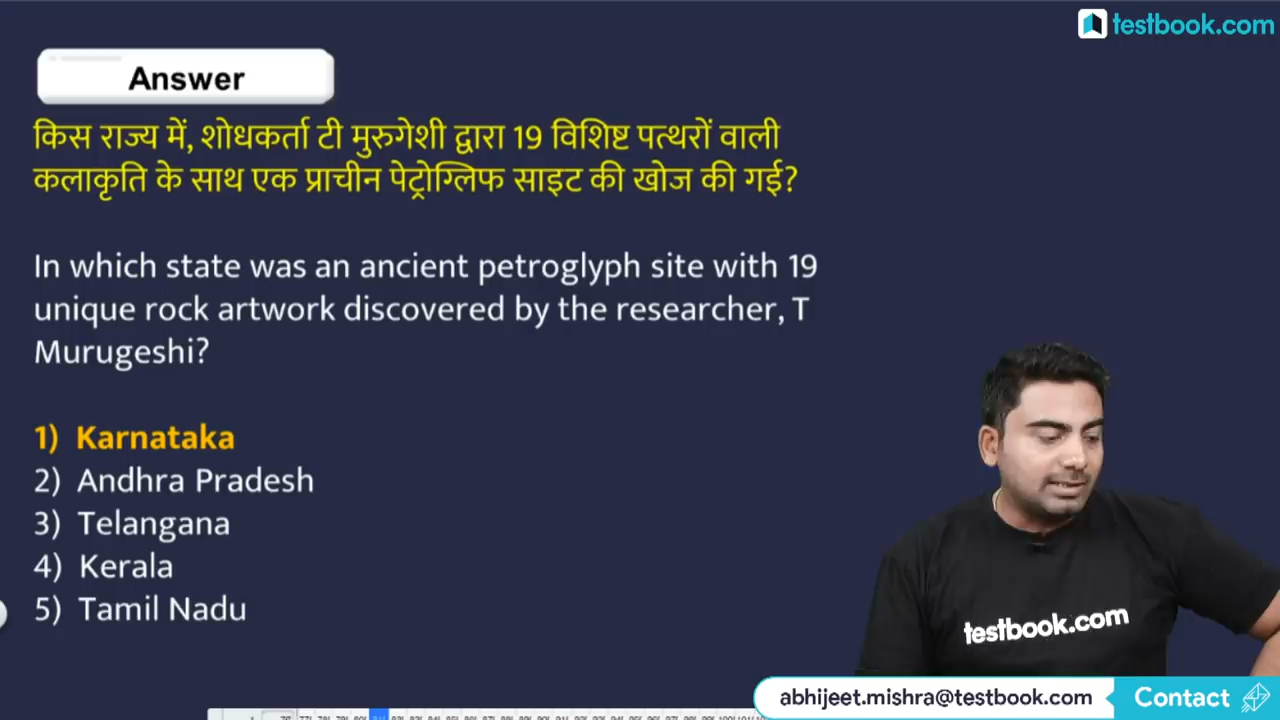 testbook.com
Answer
किस राज्य में, शोधकर्ता टी मुरुगेशी द्वारा 19 विशिष्ट पत्थरों वाली
कलाकृति के साथ एक प्राचीन पेट्रोग्लिफ साइट की खोज की गई?
In which state was an ancient petroglyph site with 19
unique rock artwork discovered by the researcher, T
Murugeshi?
1) Karnataka
2) Andhra Pradesh
3) Telangana
4) Kerala
5) Tamil Nadu
testbook.com
abhijeet.mishra@testbook.com Contact